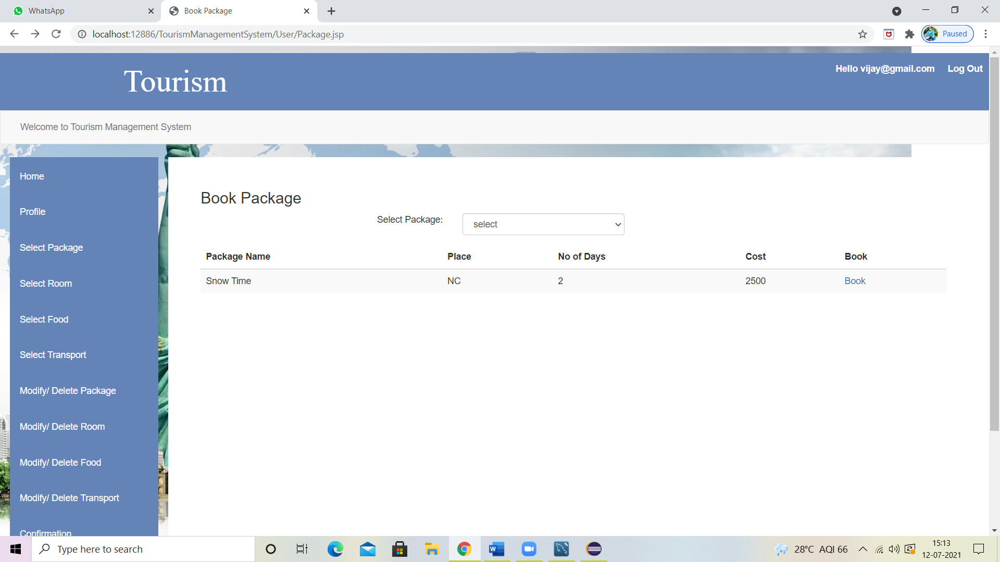 WhatsApp
Book Package
localhost:12886/TourismManagementSystem/User/Package.jsp
Paused
Tourism
Hello vijay@gmail.com Log Out
Welcome to Tourism Management System
Home
Profile
Select Package
Select Room
Select Food
Select Transport
Modify/ Delete Package
Modify/ Delete Room
Modify/ Delete Food
Modify/ Delete Transport
Confirmation
Book Package
Select Package: select
Package Name Place No of Days Cost Book
Snow Time NC 2 2500 Book
Type here to search
28°C AQI 66
15:13
12-07-2021